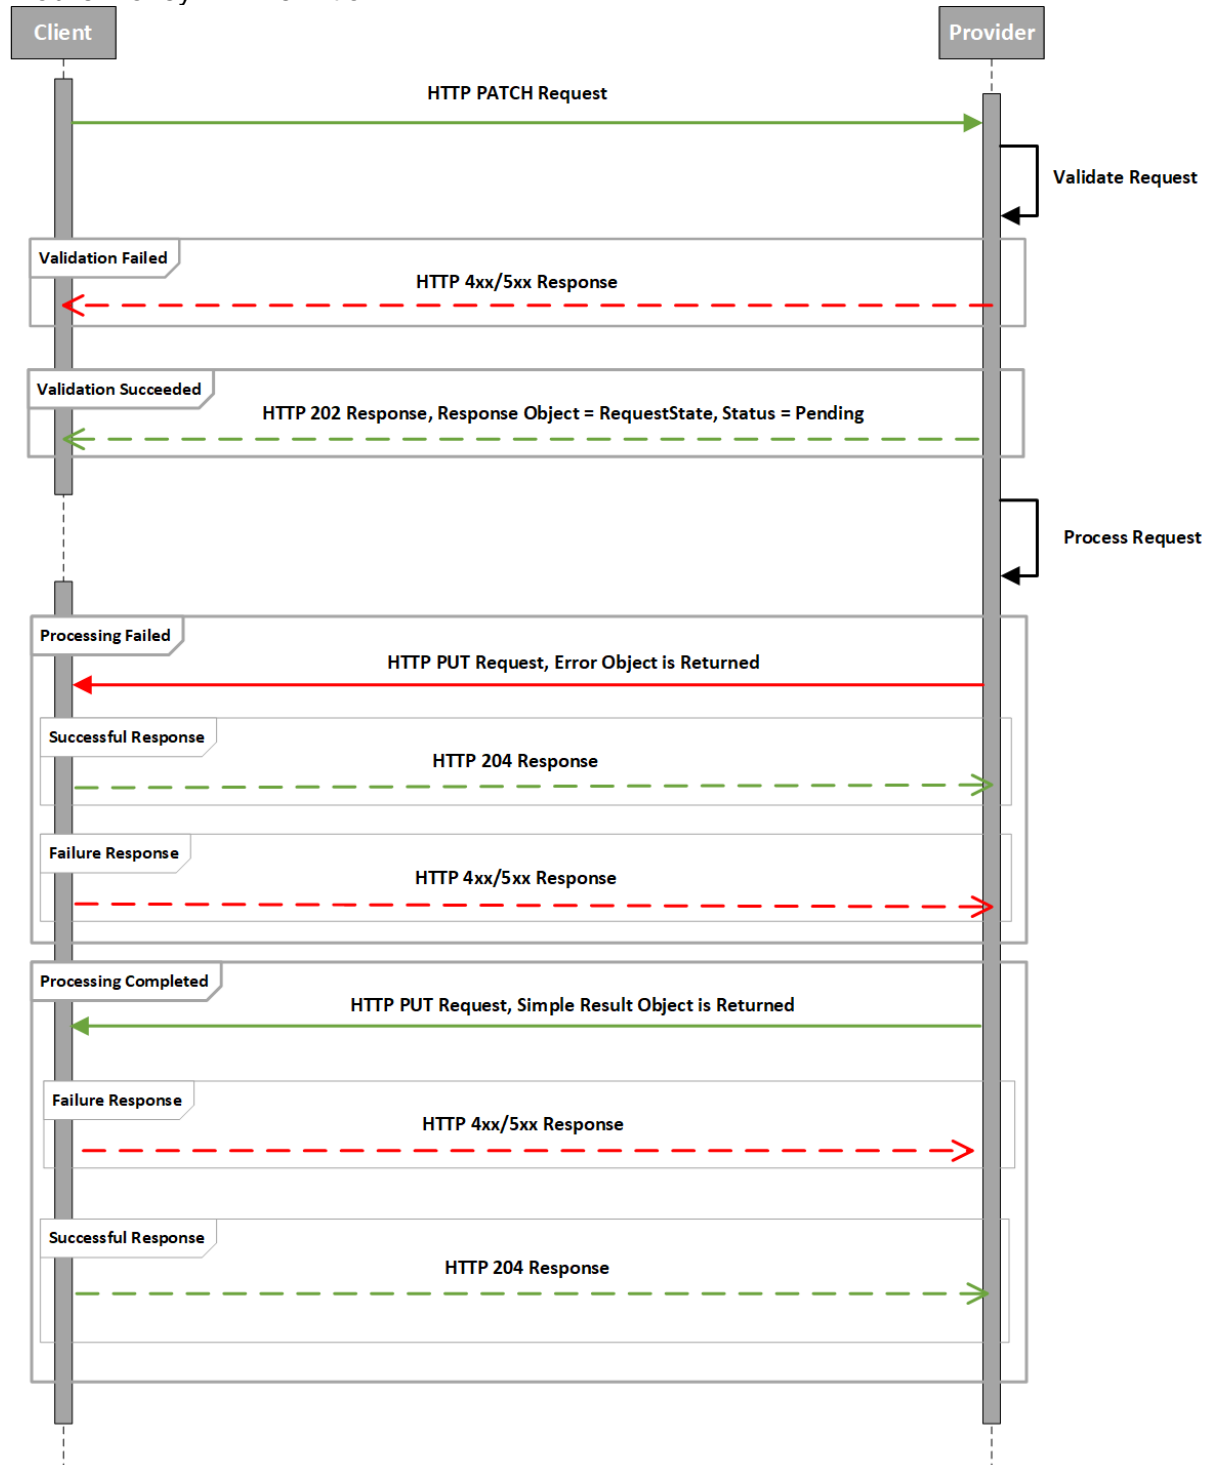 Client
Provider
HTTP PATCH Request
Validate Request
Validation Failed
HTTP 4xx/5xx Response
Validation Succeeded
HTTP 202 Response, Response Object = RequestState, Status = Pending
Process Request
Processing Failed
HTTP PUT Request, Error Object is Returned
Successful Response
HTTP 204 Response
Failure Response
HTTP 4xx/5xx Response
Processing Completed
HTTP PUT Request, Simple Result Object is Returned
Failure Response
HTTP 4xx/5xx Response
Successful Response
HTTP 204 Response